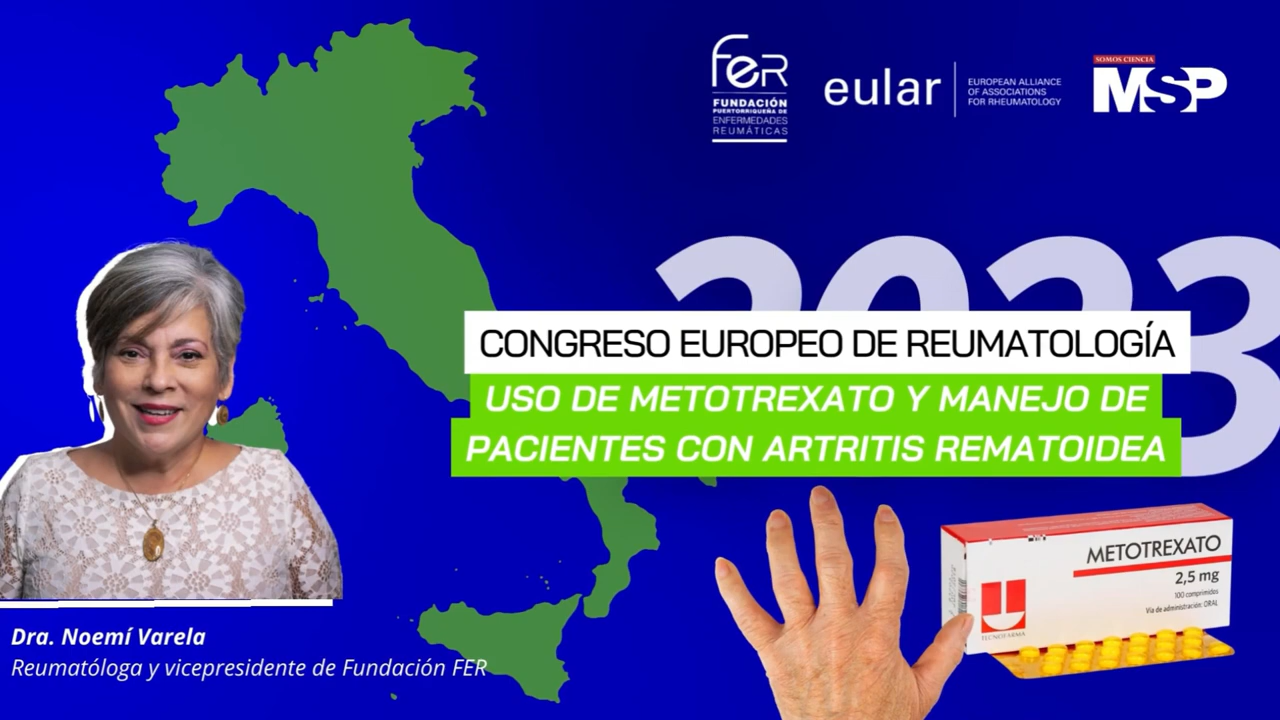 fer
FUNDACIÓN
PUERTORRIQUEÑA DE
ENFERMEDADES
REUMÁTICAS
eular
EUROPEAN ALLIANCE
OF ASSOCIATIONS
FOR RHEUMATOLOGY
SOMOS CIENCIA
MSP
2023
CONGRESO EUROPEO DE REUMATOLOGÍA
USO DE METOTREXATO Y MANEJO DE
PACIENTES CON ARTRITIS REMATOIDEA
METOTREXATO
2,5 mg
100 comprimidos
Vía de administración: ORAL
TECNOFARMA
Dra. Noemí Varela
Reumatóloga y vicepresidente de Fundación FER